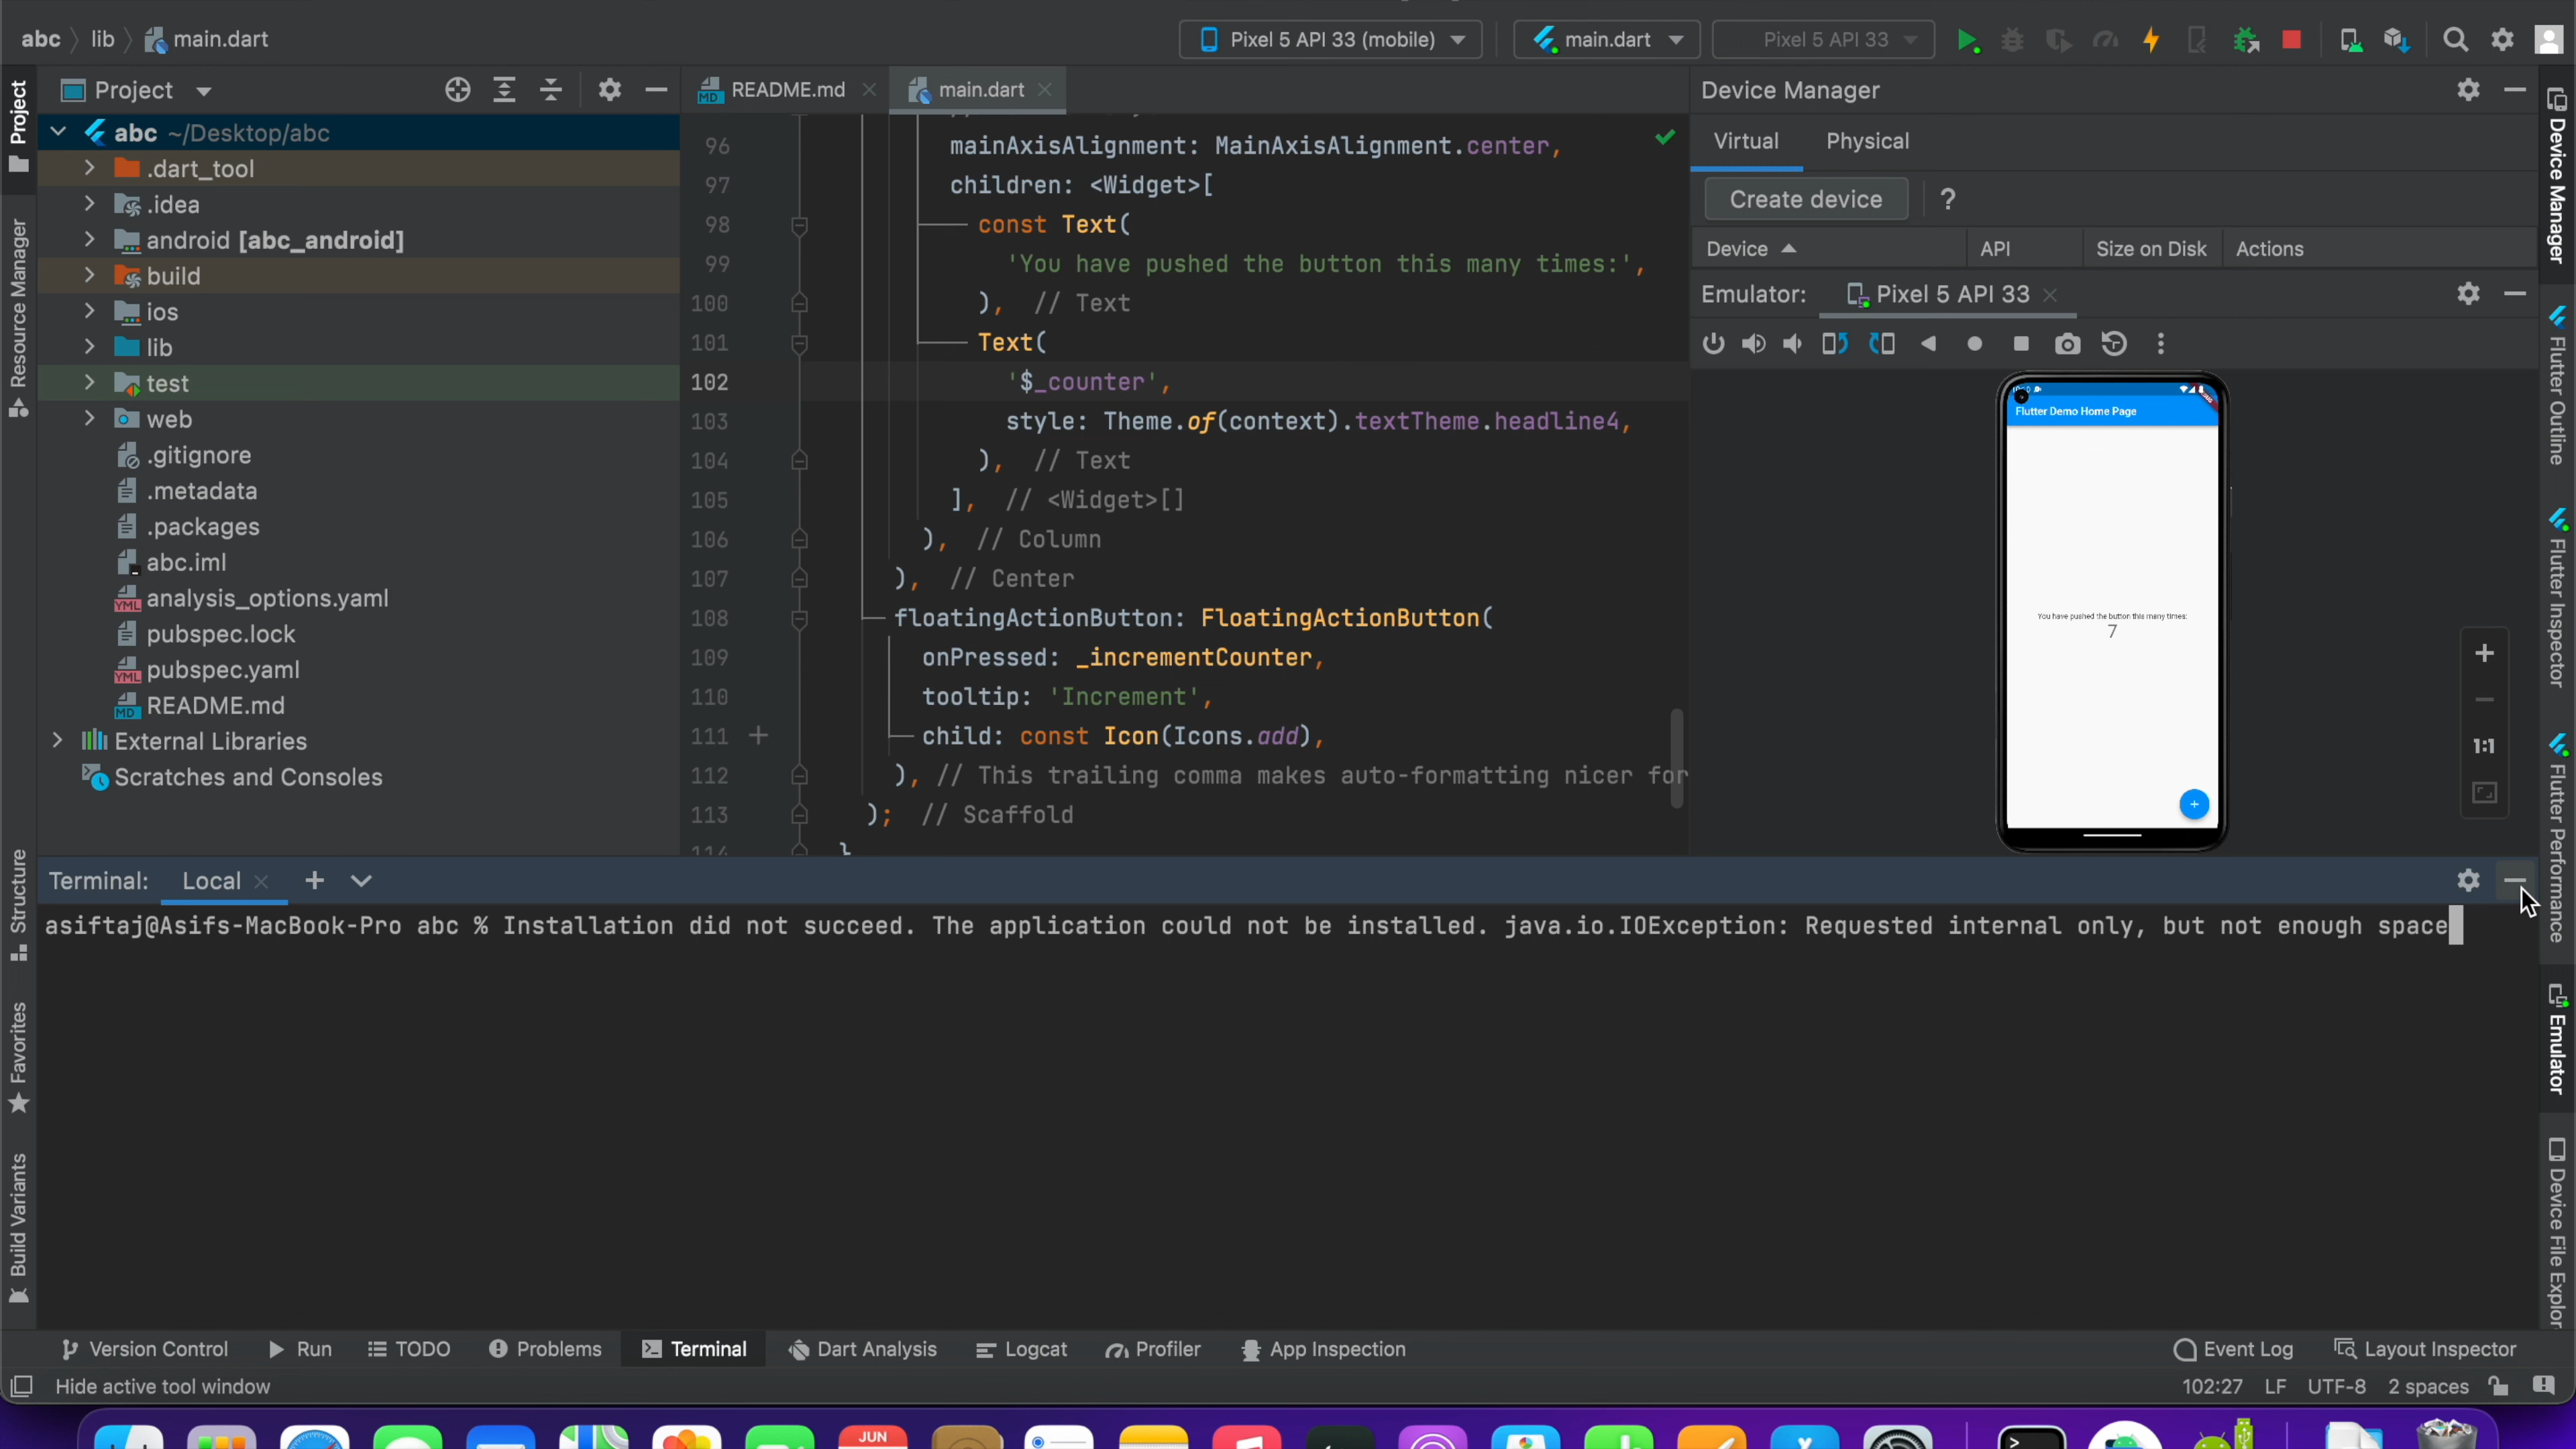 abc
lib
main.dart
Pixel 5 API 33 (mobile)
main.dart
Pixel 5 API 33
Project
README.md
main.dart
Device Manager
abc ~/Desktop/abc
.dart_tool
.idea
android [abc_android]
build
ios
lib
test
web
.gitignore
.metadata
.packages
abc.iml
analysis_options.yaml
pubspec.lock
pubspec.yaml
README.md
External Libraries
Scratches and Consoles
96 mainAxisAlignment: MainAxisAlignment.center,
97 children: <Widget>[
98 const Text(
99 'You have pushed the button this many times:',
100 ), // Text
101 Text(
102 '$_counter',
103 style: Theme.of(context).textTheme.headline4,
104 ), // Text
105 ], // <Widget>[]
106 ), // Column
107 ), // Center
108 floatingActionButton: FloatingActionButton(
109 onPressed: _incrementCounter,
110 tooltip: 'Increment',
111 child: const Icon(Icons.add),
112 ), // This trailing comma makes auto-formatting nicer for
113 ); // Scaffold
114 }
Virtual
Physical
Create device
?
Device
API
Size on Disk
Actions
Emulator:
Pixel 5 API 33
Flutter Demo Home Page
You have pushed the button this many times:
7
1:1
Terminal:
Local
asiftaj@Asifs-MacBook-Pro abc % Installation did not succeed. The application could not be installed. java.io.IOException: Requested internal only, but not enough space
Project
Resource Manager
Structure
Favorites
Build Variants
Device Manager
Flutter Outline
Flutter Inspector
Flutter Performance
Emulator
Device File Explor
Version Control
Run
TODO
Problems
Terminal
Dart Analysis
Logcat
Profiler
App Inspection
Event Log
Layout Inspector
Hide active tool window
102:27
LF
UTF-8
2 spaces
JUN